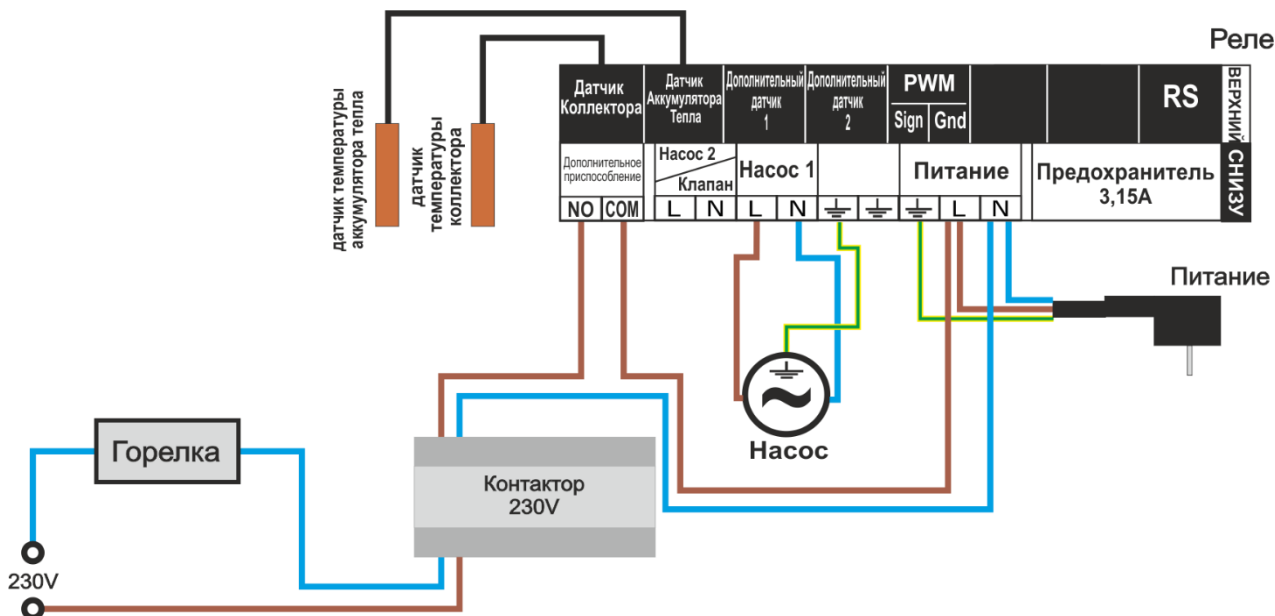 Реле
Датчик
Коллектора
Датчик
Аккумулятора
Тепла
Дополнительный
датчик
1
Дополнительный
датчик
2
PWM
Sign Gnd
RS
ВЕРХНИЙ
СНИЗУ
Дополнительное
приспособление
Насос 2
Клапан
Насос 1
Питание
Предохранитель
3,15A
NO COM L N L N L N
датчик температуры
аккумулятора тепла
датчик
температуры
коллектора
Питание
Насос
Горелка
Контактор
230V
230V